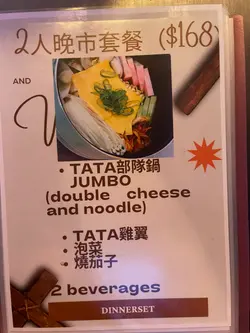 2人晚市套餐 ($168)
AND
• TATA部隊鍋
JUMBO
(double cheese
and noodle)
• TATA雞翼
• 泡菜
• 燒茄子
2 beverages
DINNERSET